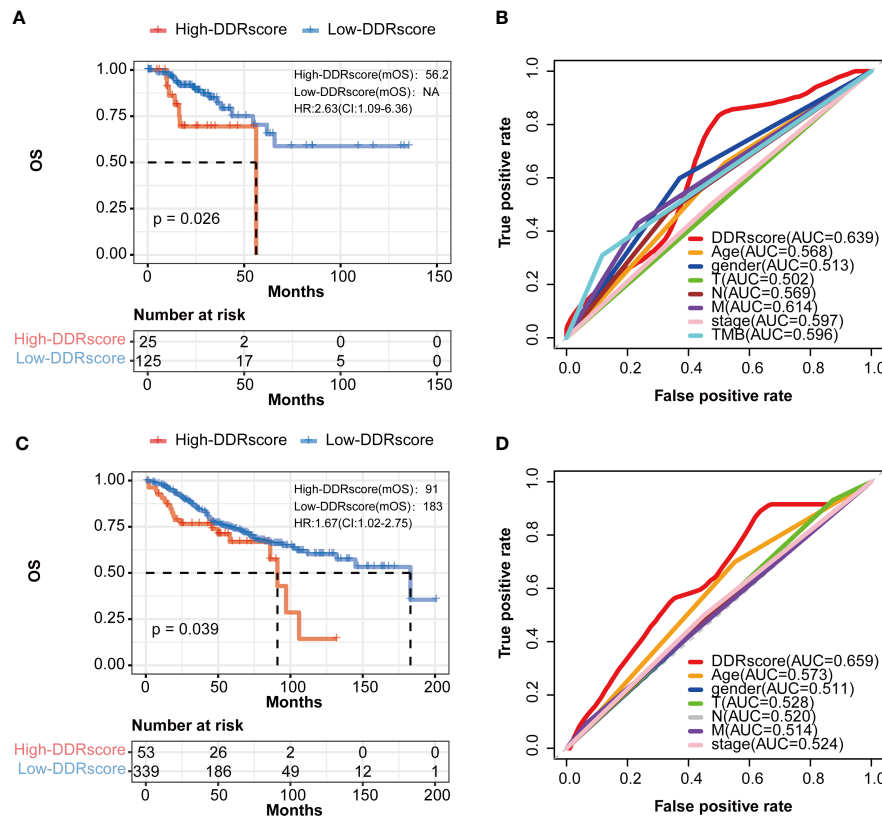 A
High-DDRscore Low-DDRscore
OS
1.00
0.75
0.50
0.25
0.00
High-DDRscore(mOS): 56.2
Low-DDRscore(mOS): NA
HR:2.63(CI:1.09-6.36)
p = 0.026
0 50 100 150
Months
Number at risk
High-DDRscore 25 2 0 0
Low-DDRscore 125 17 5 0
0 50 100 150
Months
B
True positive rate
1.0
0.8
0.6
0.4
0.2
0.0
DDRscore(AUC=0.639)
Age(AUC=0.568)
gender(AUC=0.513)
T(AUC=0.502)
N(AUC=0.569)
M(AUC=0.614)
stage(AUC=0.597)
TMB(AUC=0.596)
0.0 0.2 0.4 0.6 0.8 1.0
False positive rate
C
High-DDRscore Low-DDRscore
OS
1.00
0.75
0.50
0.25
0.00
High-DDRscore(mOS): 91
Low-DDRscore(mOS): 183
HR:1.67(CI:1.02-2.75)
p = 0.039
0 50 100 150 200
Months
Number at risk
High-DDRscore 53 26 2 0 0
Low-DDRscore 339 186 49 12 1
0 50 100 150 200
Months
D
True positive rate
1.0
0.8
0.6
0.4
0.2
0.0
DDRscore(AUC=0.659)
Age(AUC=0.573)
gender(AUC=0.511)
T(AUC=0.528)
N(AUC=0.520)
M(AUC=0.514)
stage(AUC=0.524)
0.0 0.2 0.4 0.6 0.8 1.0
False positive rate